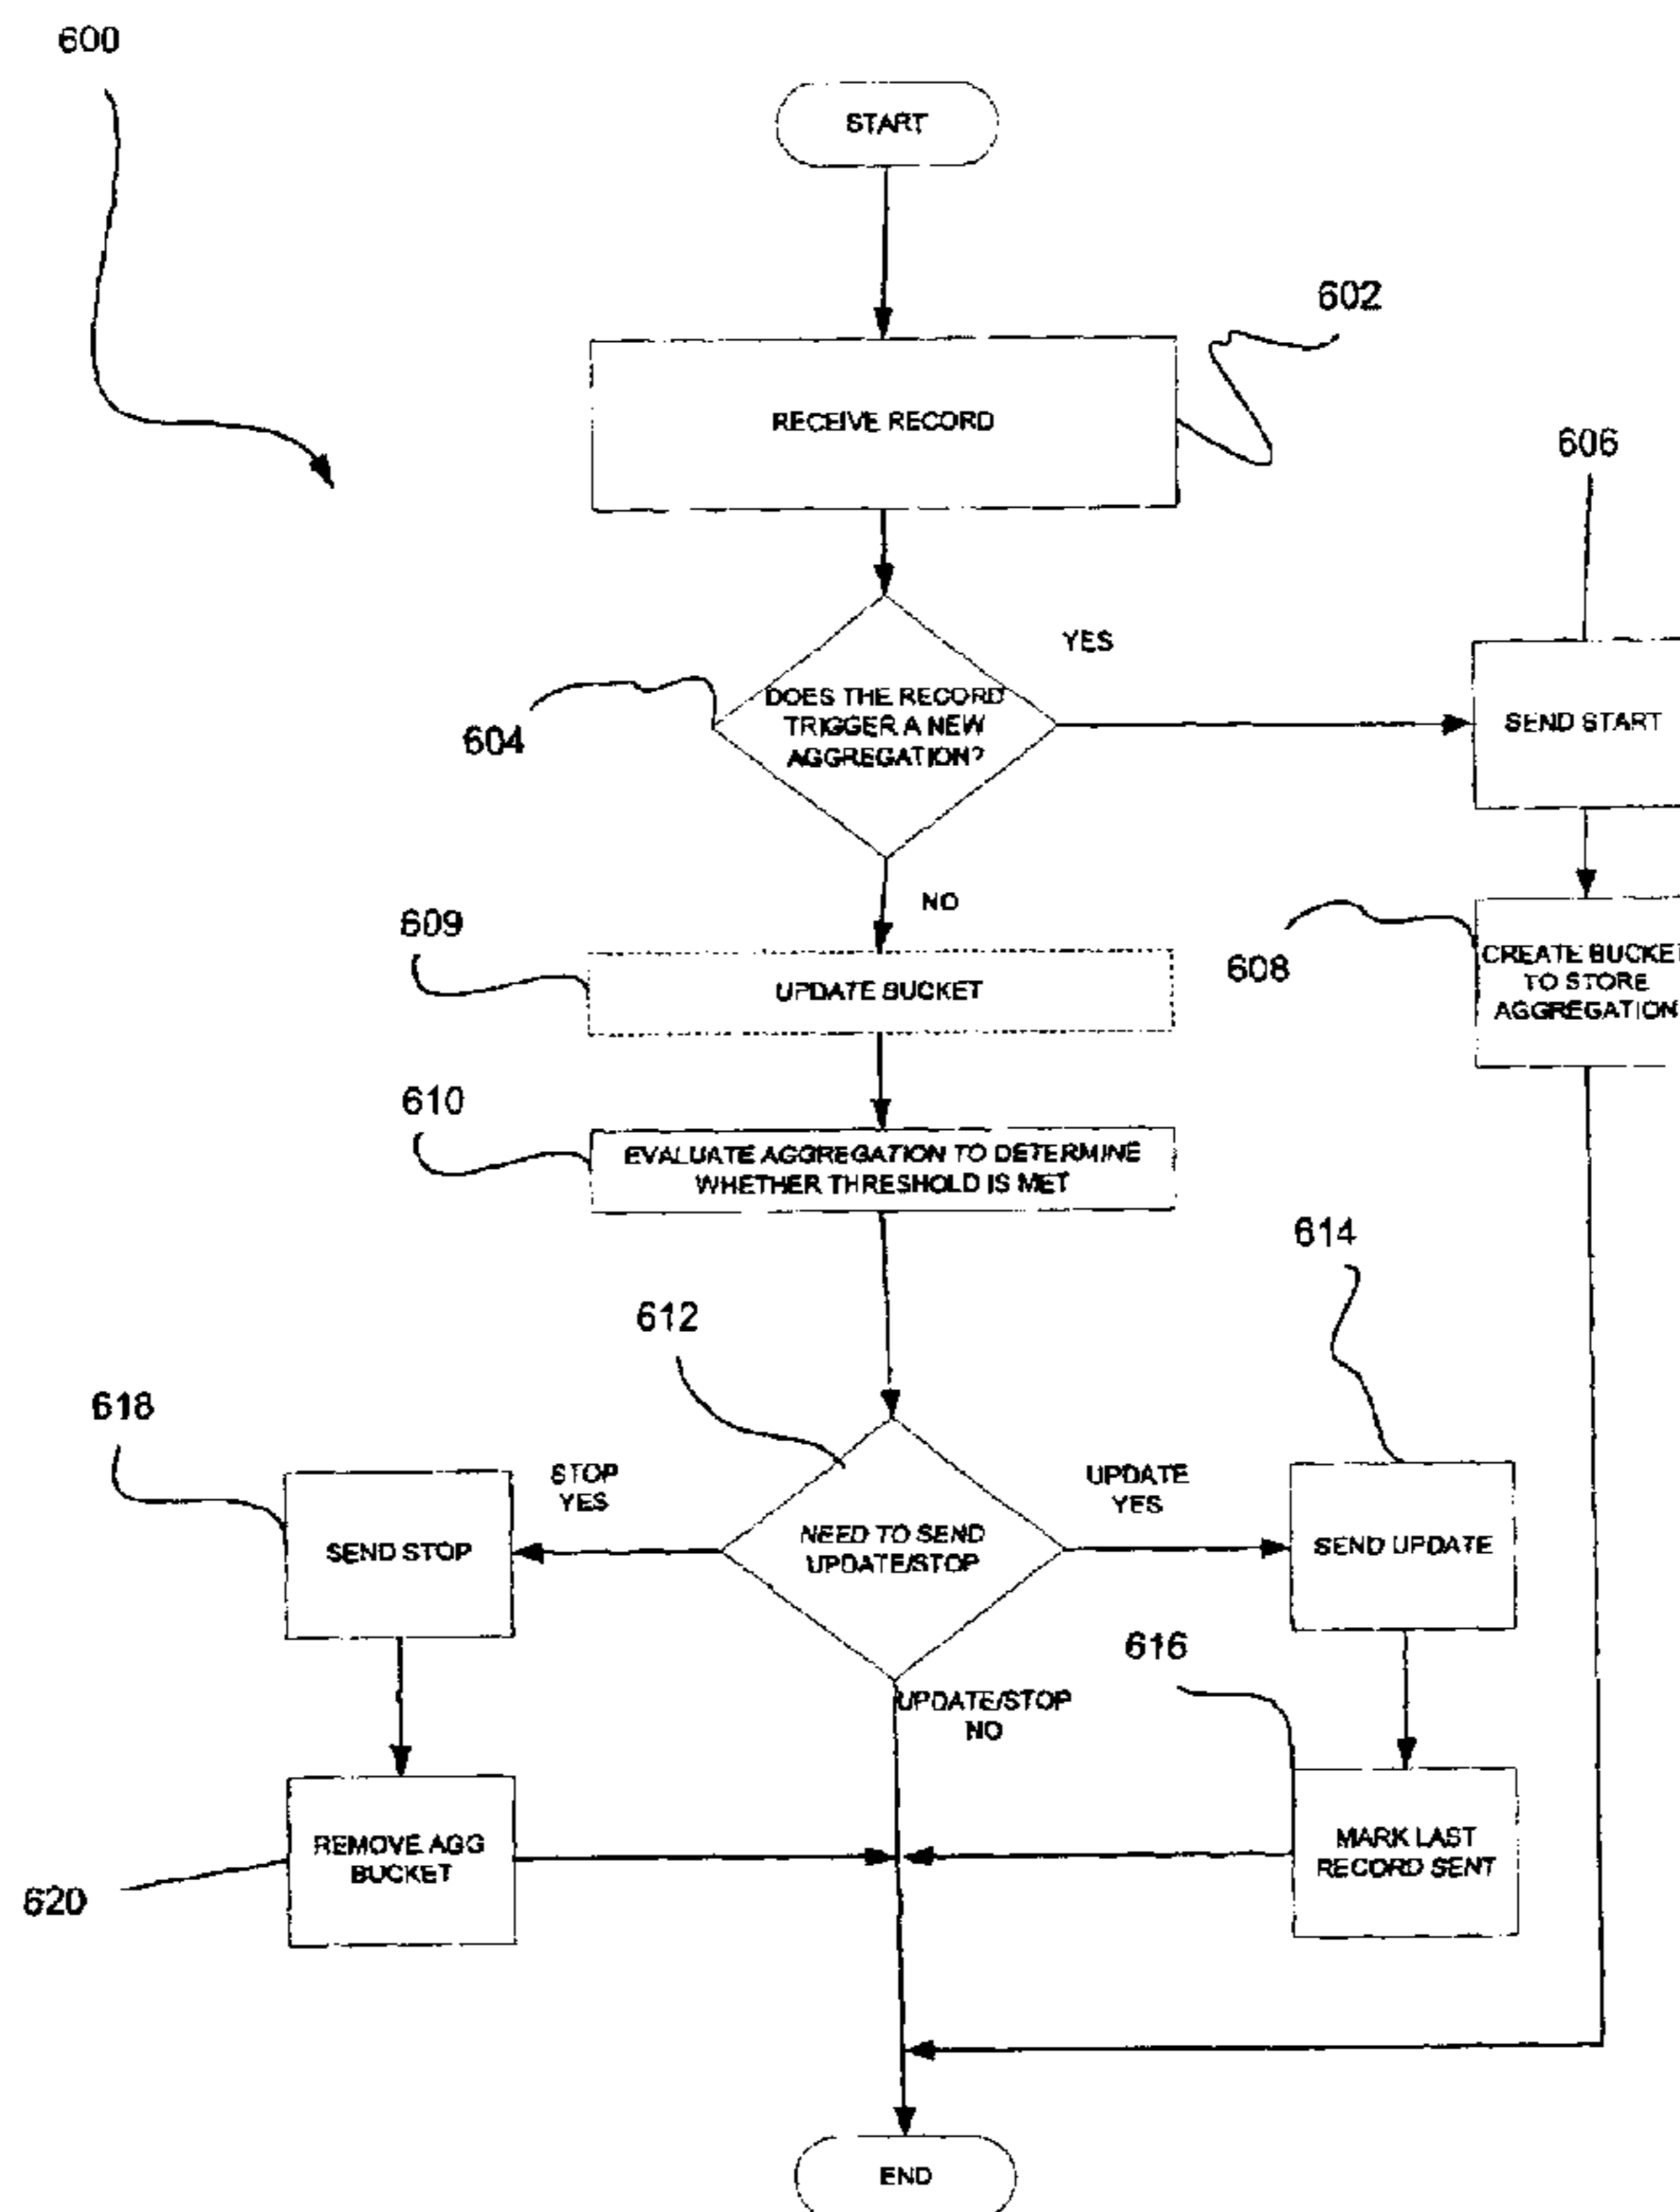 600
START
602
RECEIVE RECORD
606
YES
DOES THE RECORD
TRIGGER A NEW
AGGREGATION?
604
SEND START
NO
609
UPDATE BUCKET
608
CREATE BUCKET
TO STORE
AGGREGATION
610
EVALUATE AGGREGATION TO DETERMINE
WHETHER THRESHOLD IS MET
614
612
618
STOP
YES
UPDATE
YES
SEND STOP
NEED TO SEND
UPDATE/STOP
SEND UPDATE
616
UPDATE/STOP
NO
REMOVE AGG
BUCKET
MARK LAST
RECORD SENT
620
END